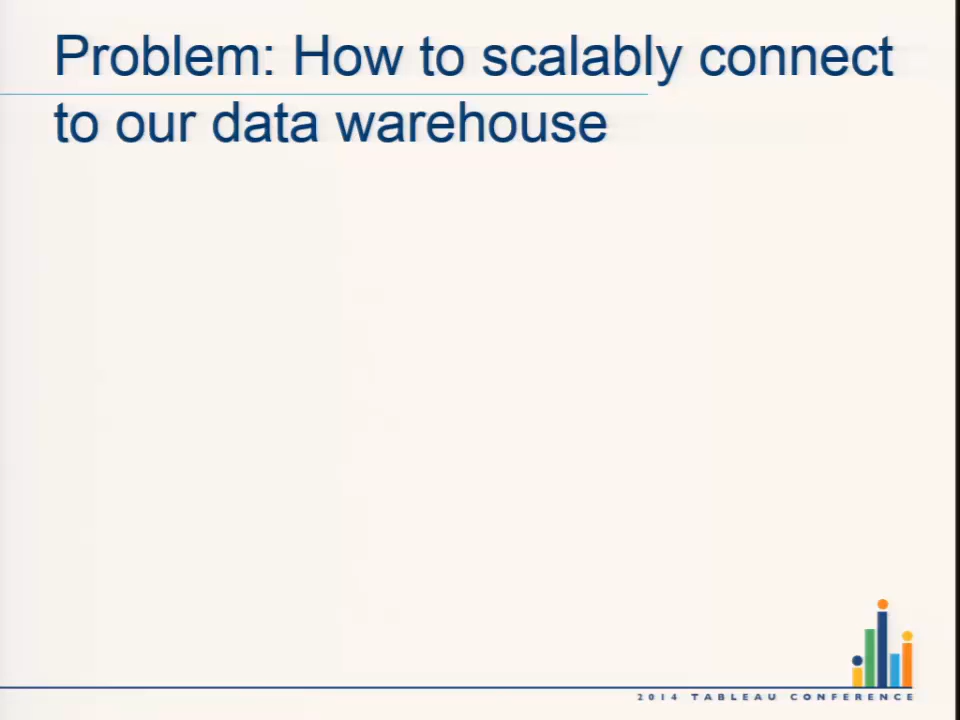 Problem: How to scalably connect
to our data warehouse
2014 TABLEAU CONFERENCE